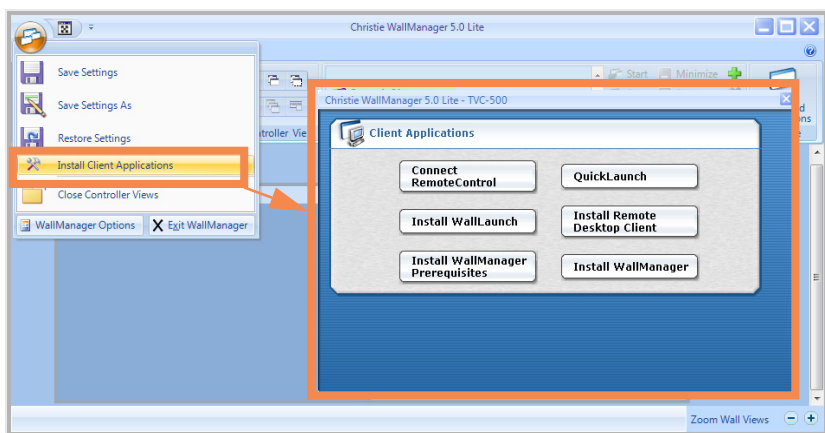 Christie WallManager 5.0 Lite
Save Settings
Save Settings As
Restore Settings
Install Client Applications
Close Controller Views
WallManager Options
Exit WallManager
Start
Minimize
troller Vie
Christie WallManager 5.0 Lite - TVC-500
Client Applications
Connect
RemoteControl
QuickLaunch
Install WallLaunch
Install Remote
Desktop Client
Install WallManager
Prerequisites
Install WallManager
Zoom Wall Views